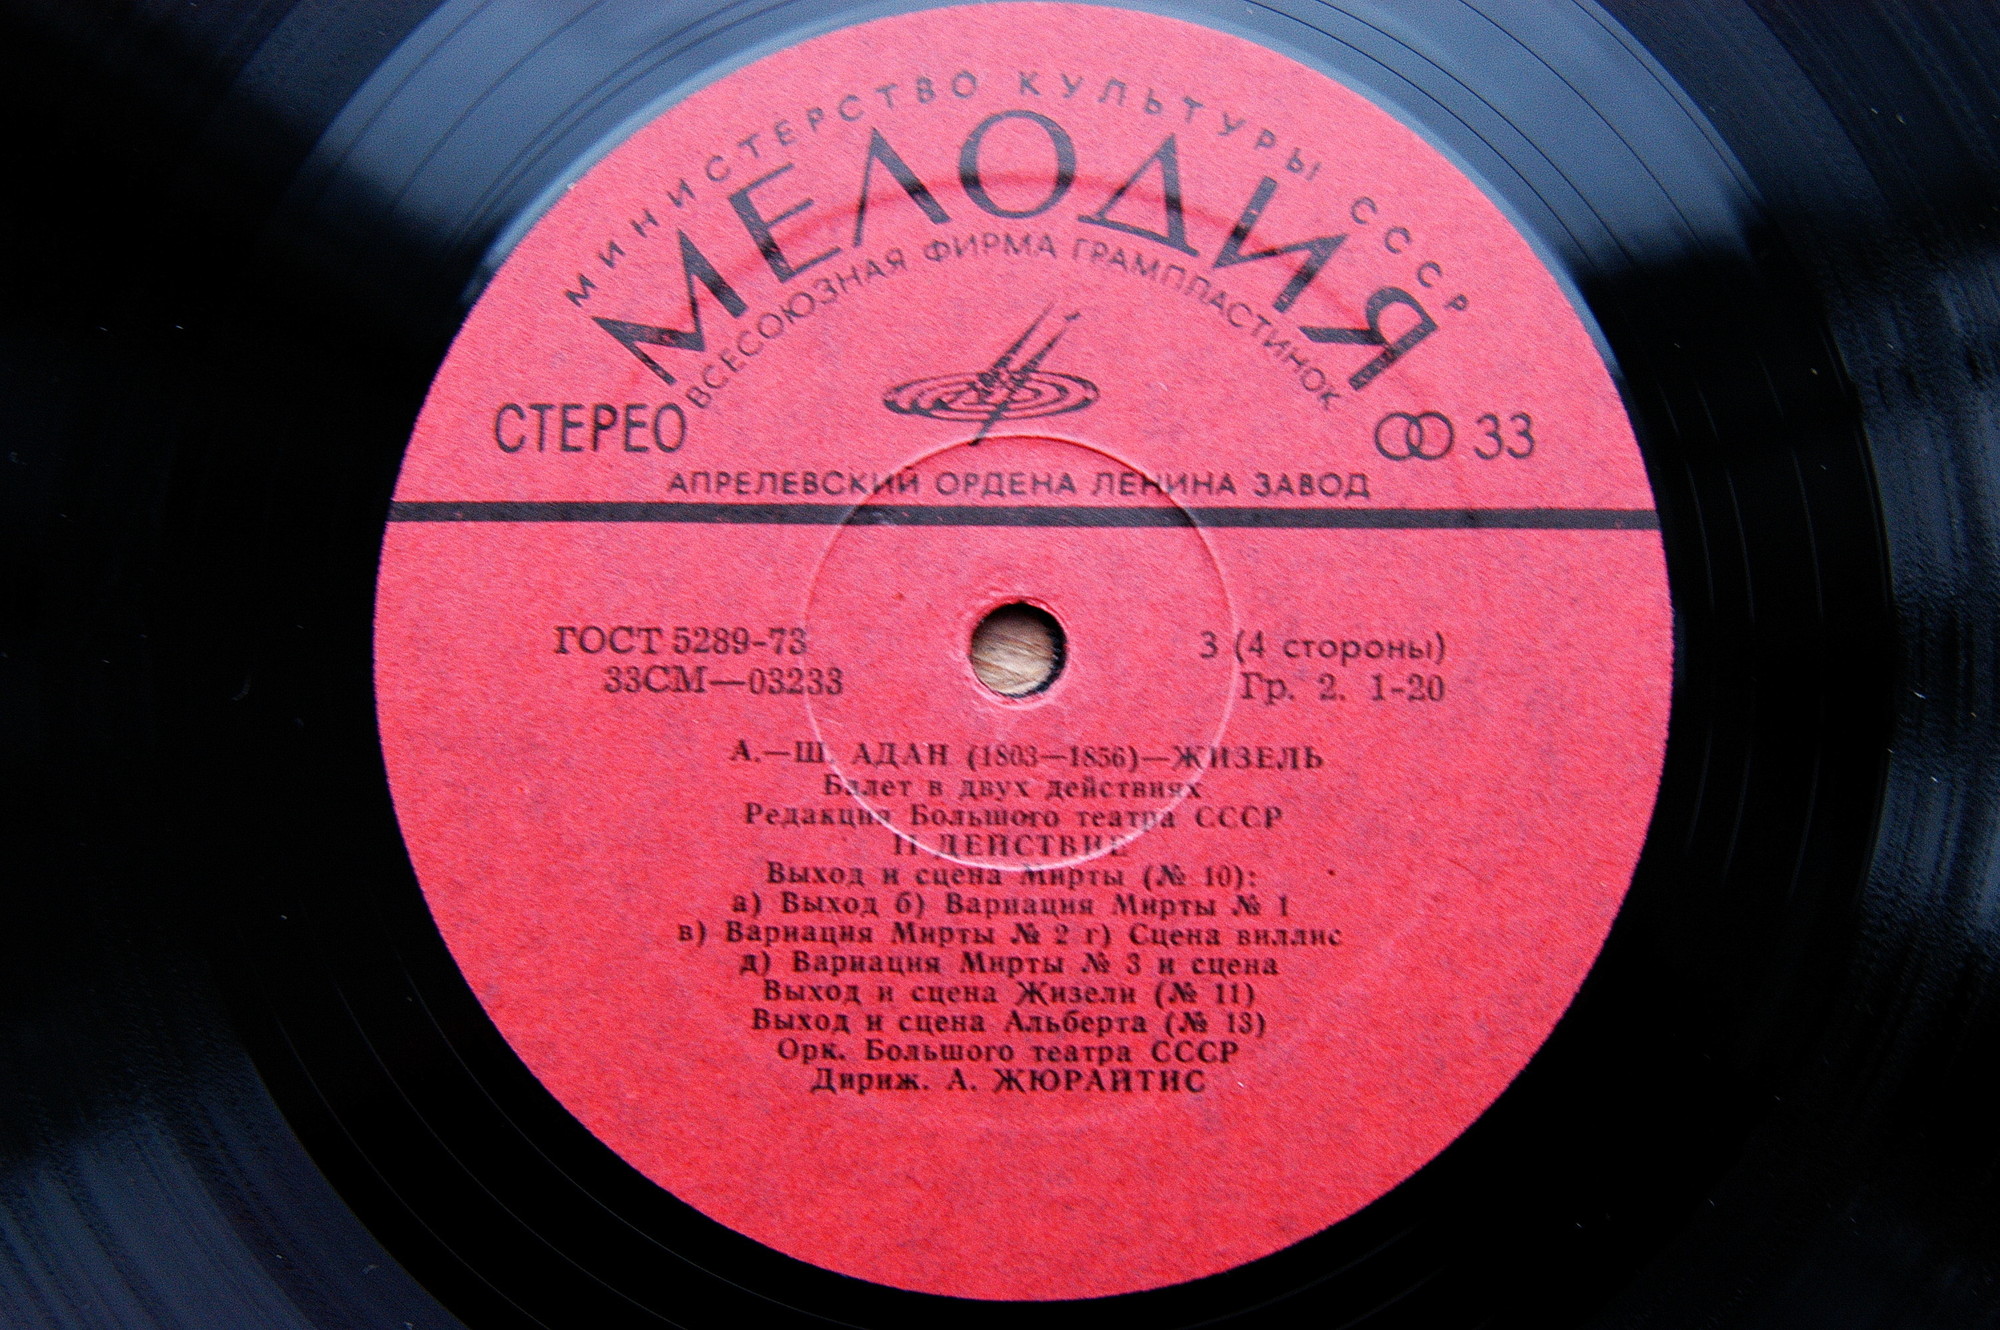 МИНИСТЕРСТВО КУЛЬТУРЫ СССР
МЕЛОДИЯ
ВСЕСОЮЗНАЯ ФИРМА ГРАМПЛАСТИНОК
СТЕРЕО
33
АПРЕЛЕВСКИЙ ОРДЕНА ЛЕНИНА ЗАВОД
ГОСТ 5289-73
33СМ—03233
3 (4 стороны)
Гр. 2. 1-20
А.—Ш. АДАН (1803—1856)—ЖИЗЕЛЬ
Балет в двух действиях
Редакция Большого театра СССР
II ДЕЙСТВИЕ
Выход и сцена Мирты (№ 10):
а) Выход б) Вариация Мирты № 1
в) Вариация Мирты № 2 г) Сцена виллис
д) Вариация Мирты № 3 и сцена
Выход и сцена Жизели (№ 11)
Выход и сцена Альберта (№ 13)
Орк. Большого театра СССР
Дириж. А. ЖЮРАЙТИС